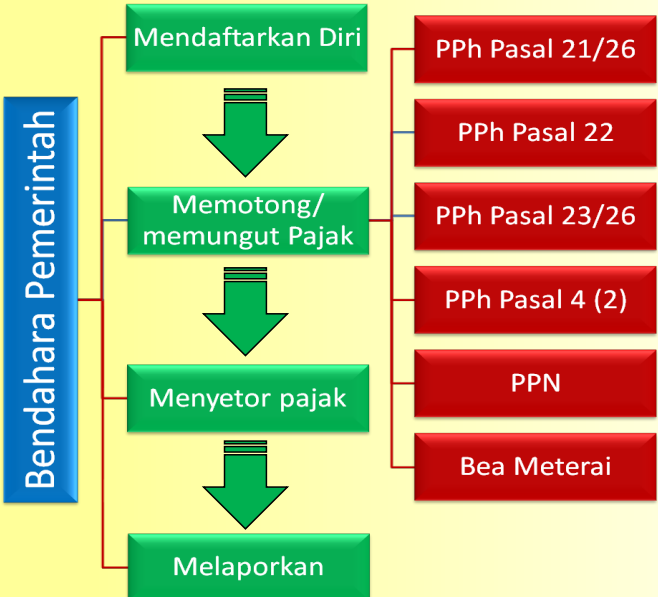 Bendahara Pemerintah
Mendaftarkan Diri
Memotong/
memungut Pajak
Menyetor pajak
Melaporkan
PPh Pasal 21/26
PPh Pasal 22
PPh Pasal 23/26
PPh Pasal 4 (2)
PPN
Bea Meterai